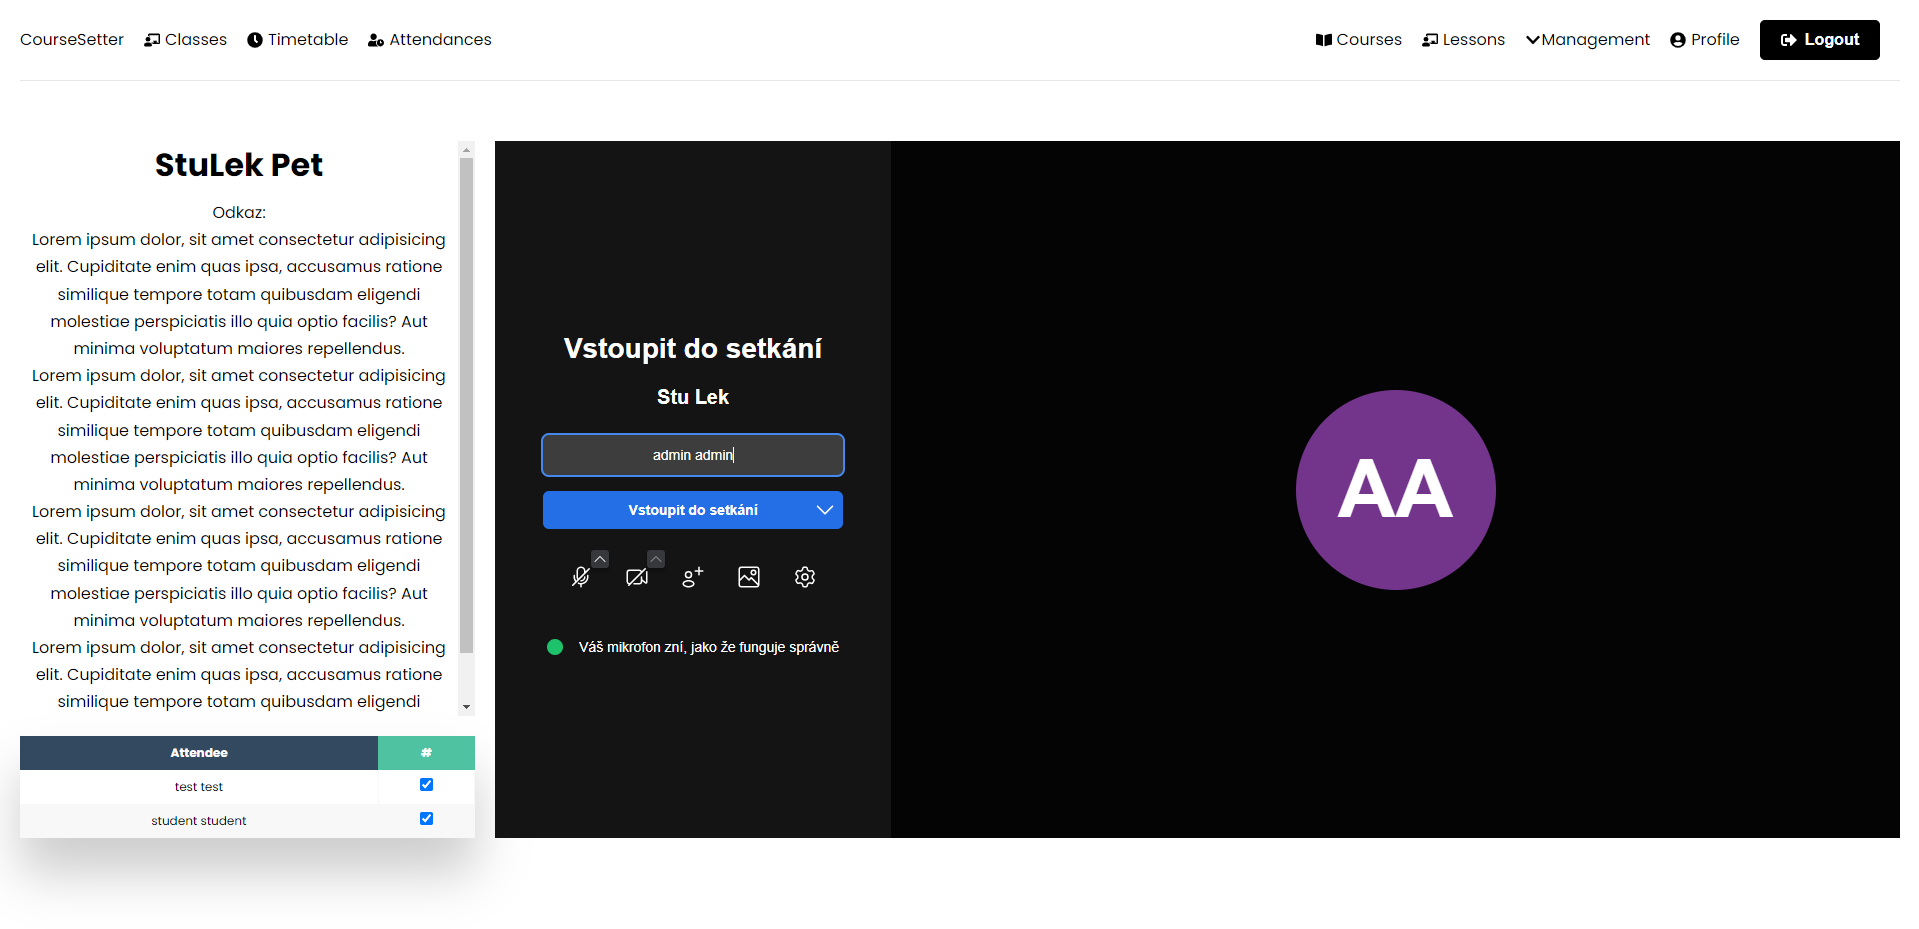 CourseSetter Classes Timetable Attendances Courses Lessons Management Profile Logout
StuLek Pet
Odkaz:
Lorem ipsum dolor, sit amet consectetur adipisicing
elit. Cupiditate enim quas ipsa, accusamus ratione
similique tempore totam quibusdam eligendi
molestiae perspiciatis illo quia optio facilis? Aut
minima voluptatum maiores repellendus.
Lorem ipsum dolor, sit amet consectetur adipisicing
elit. Cupiditate enim quas ipsa, accusamus ratione
similique tempore totam quibusdam eligendi
molestiae perspiciatis illo quia optio facilis? Aut
minima voluptatum maiores repellendus.
Lorem ipsum dolor, sit amet consectetur adipisicing
elit. Cupiditate enim quas ipsa, accusamus ratione
similique tempore totam quibusdam eligendi
molestiae perspiciatis illo quia optio facilis? Aut
minima voluptatum maiores repellendus.
Lorem ipsum dolor, sit amet consectetur adipisicing
elit. Cupiditate enim quas ipsa, accusamus ratione
similique tempore totam quibusdam eligendi
Attendee #
test test
student student
Vstoupit do setkání
Stu Lek
admin admin
Vstoupit do setkání
Váš mikrofon zní, jako že funguje správně
AA